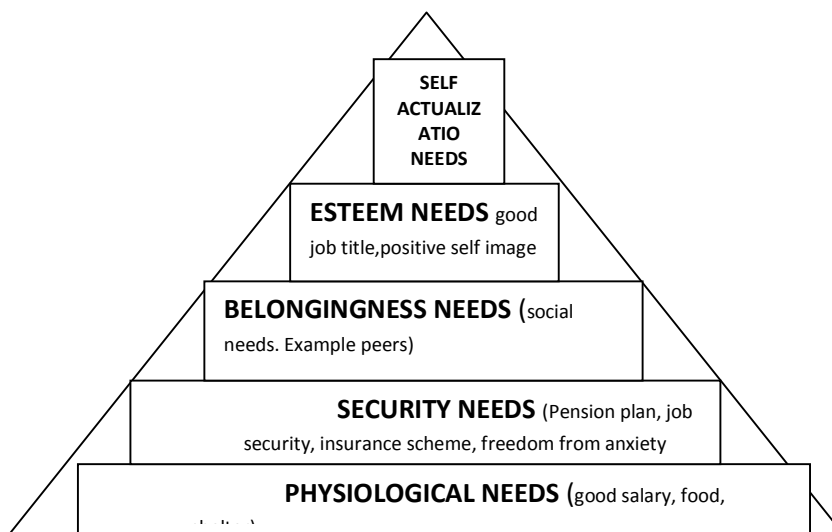 SELF
ACTUALIZ
ATIO
NEEDS
ESTEEM NEEDS good
job title,positive self image
BELONGINGNESS NEEDS (social
needs. Example peers)
SECURITY NEEDS (Pension plan, job
security, insurance scheme, freedom from anxiety
PHYSIOLOGICAL NEEDS (good salary, food,